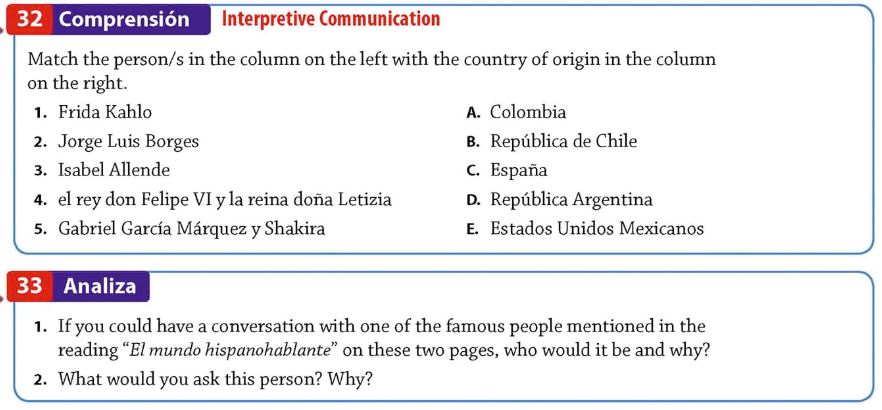 32 Comprensión Interpretive Communication
Match the person/s in the column on the left with the country of origin in the column
on the right.
1. Frida Kahlo
2. Jorge Luis Borges
3. Isabel Allende
4. el rey don Felipe VI y la reina doña Letizia
5. Gabriel García Márquez y Shakira
A. Colombia
B. República de Chile
C. España
D. República Argentina
E. Estados Unidos Mexicanos
33 Analiza
1. If you could have a conversation with one of the famous people mentioned in the
reading “El mundo hispanohablante” on these two pages, who would it be and why?
2. What would you ask this person? Why?